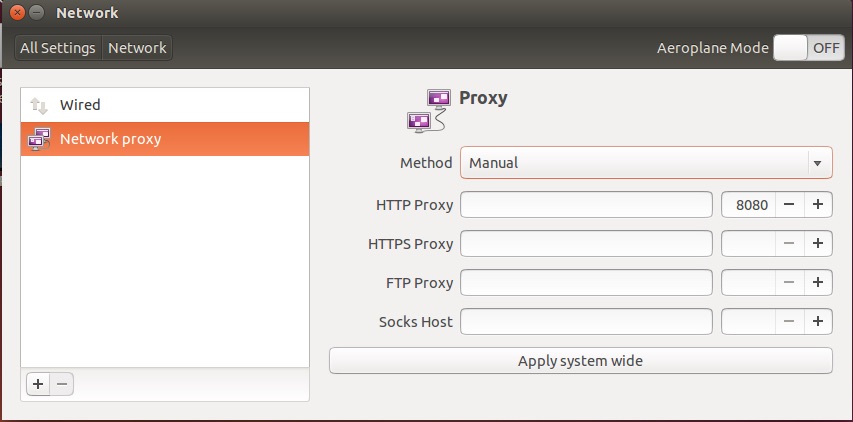 Network
All Settings Network Aeroplane Mode OFF
Wired
Network proxy
Proxy
Method Manual
HTTP Proxy 8080 − +
HTTPS Proxy − +
FTP Proxy − +
Socks Host − +
Apply system wide
+ −